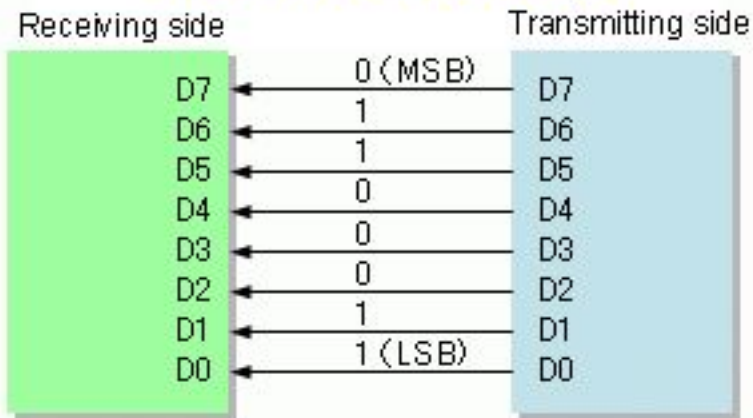 Receiving side Transmitting side
D7 0(MSB) D7
D6 1 D6
D5 1 D5
D4 0 D4
D3 0 D3
D2 0 D2
D1 1 D1
D0 1(LSB) D0